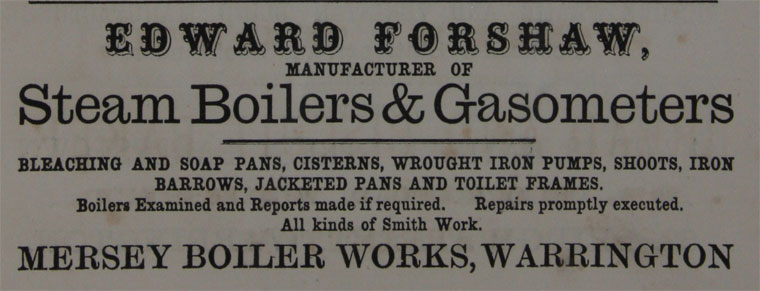 EDWARD FORSHAW,
MANUFACTURER OF
Steam Boilers & Gasometers
BLEACHING AND SOAP PANS, CISTERNS, WROUGHT IRON PUMPS, SHOOTS, IRON
BARROWS, JACKETED PANS AND TOILET FRAMES.
Boilers Examined and Reports made if required. Repairs promptly executed.
All kinds of Smith Work.
MERSEY BOILER WORKS, WARRINGTON